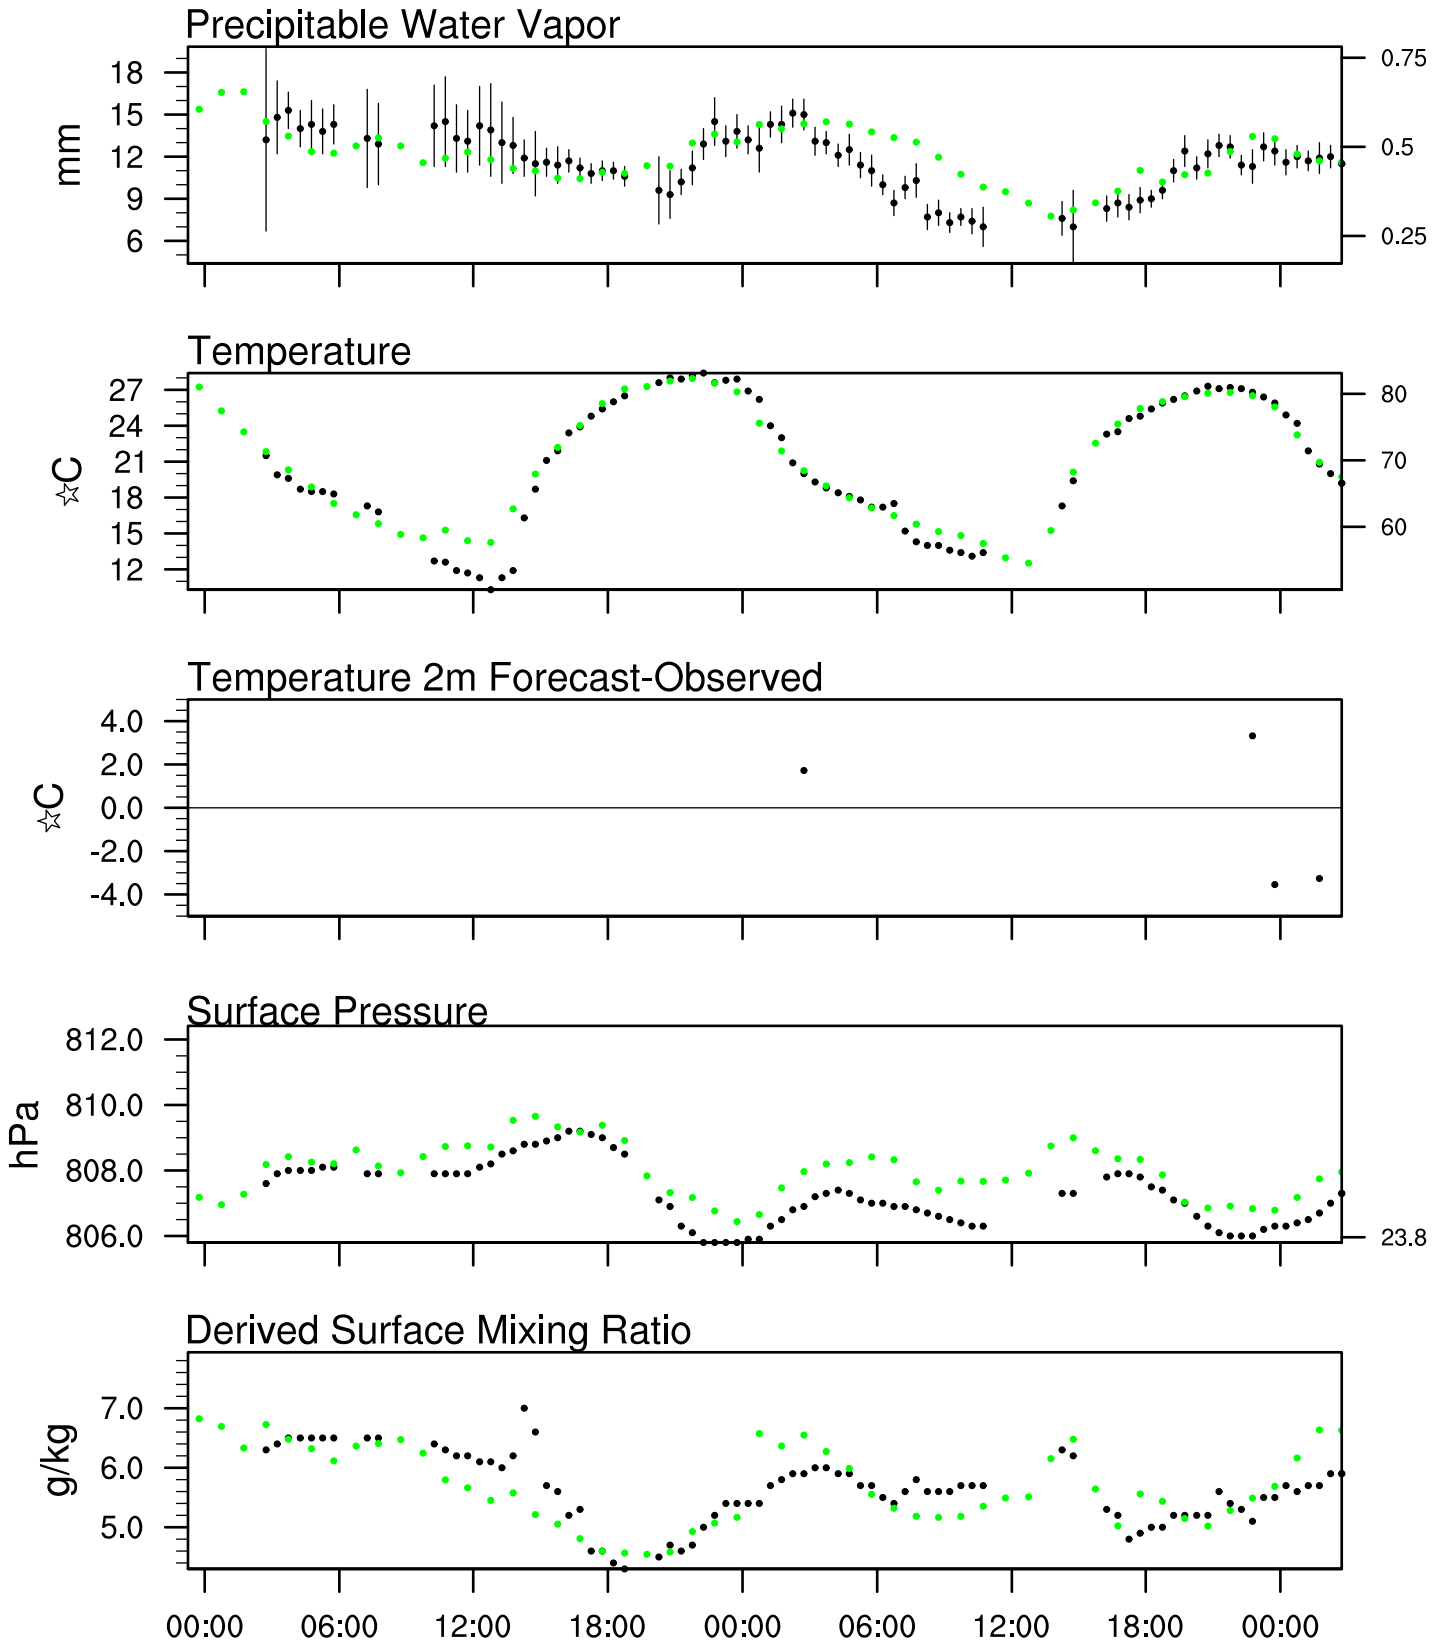 Precipitable Water Vapor
18
15
12
9
6
mm
0.75
0.5
0.25
Temperature
27
24
21
18
15
12
☆C
80
70
60
Temperature 2m Forecast-Observed
4.0
2.0
0.0
-2.0
-4.0
☆C
Surface Pressure
812.0
810.0
808.0
806.0
hPa
23.8
Derived Surface Mixing Ratio
7.0
6.0
5.0
g/kg
00:00 06:00 12:00 18:00 00:00 06:00 12:00 18:00 00:00